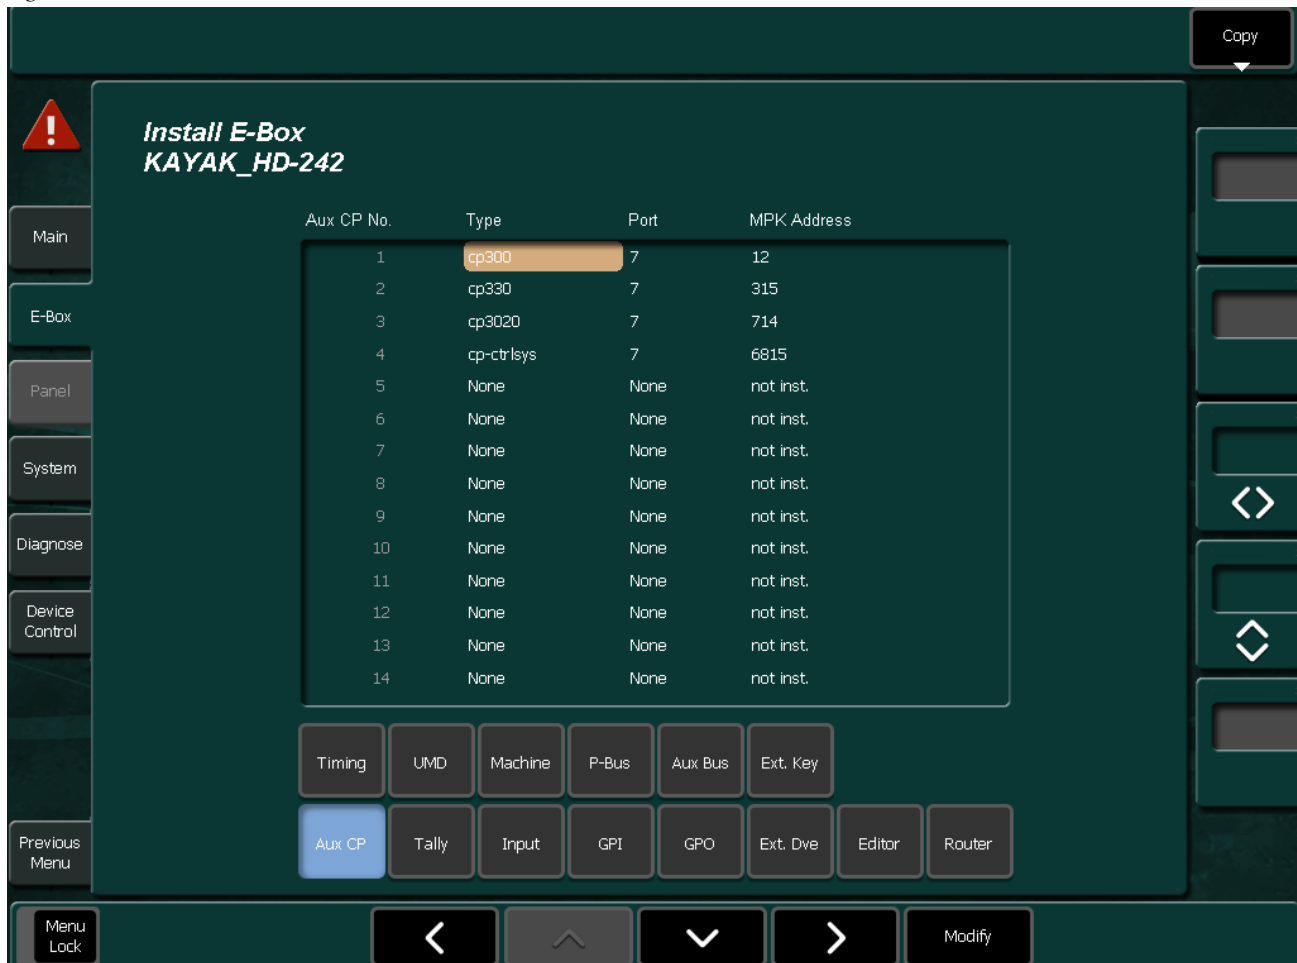 Copy
Install E-Box
KAYAK_HD-242
Aux CP No. Type Port MPK Address
1 cp300 7 12
2 cp330 7 315
3 cp3020 7 714
4 cp-ctrlsys 7 6815
5 None None not inst.
6 None None not inst.
7 None None not inst.
8 None None not inst.
9 None None not inst.
10 None None not inst.
11 None None not inst.
12 None None not inst.
13 None None not inst.
14 None None not inst.
Main
E-Box
Panel
System
Diagnose
Device
Control
Previous
Menu
Timing UMD Machine P-Bus Aux Bus Ext. Key
Aux CP Tally Input GPI GPO Ext. Dve Editor Router
Menu
Lock
Modify